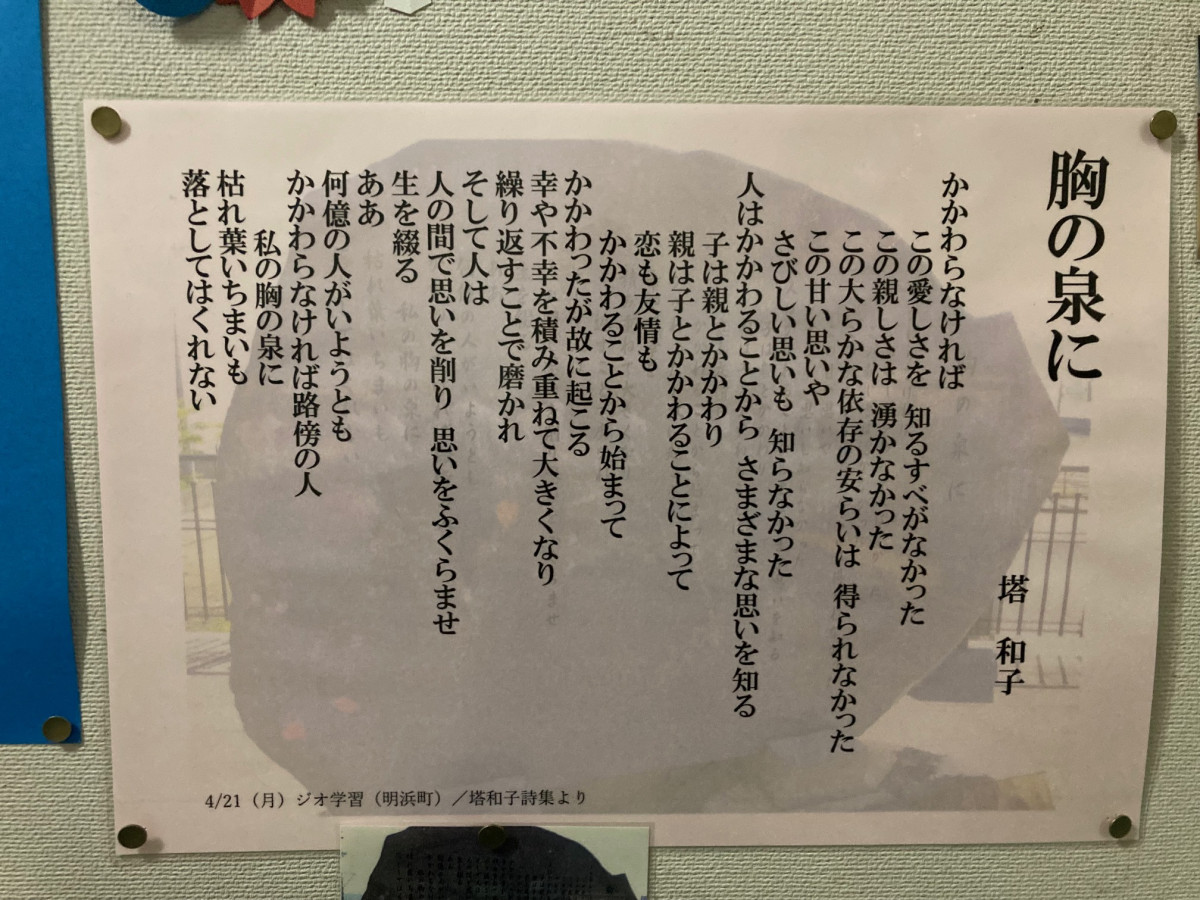 胸の泉に
塔 和子
かかわらなければ
この愛しさを 知るすべがなかった
この親しさは 湧かなかった
この大らかな依存の安らいは 得られなかった
この甘い思いや
さびしい思いも 知らなかった
人はかかわることから さまざまな思いを知る
子は親とかかわり
親は子とかかわることによって
恋も友情も
かかわることから始まって
かかわったが故に起こる
幸や不幸を積み重ねて大きくなり
繰り返すことで磨かれ
そして人は
人の間で思いを削り 思いをふくらませ
生を綴る
ああ
何億の人がいようとも
かかわらなければ路傍の人
私の胸の泉に
枯れ葉いちまいも
落としてはくれない
4/21（月）ジオ学習（明浜町）／塔和子詩集より